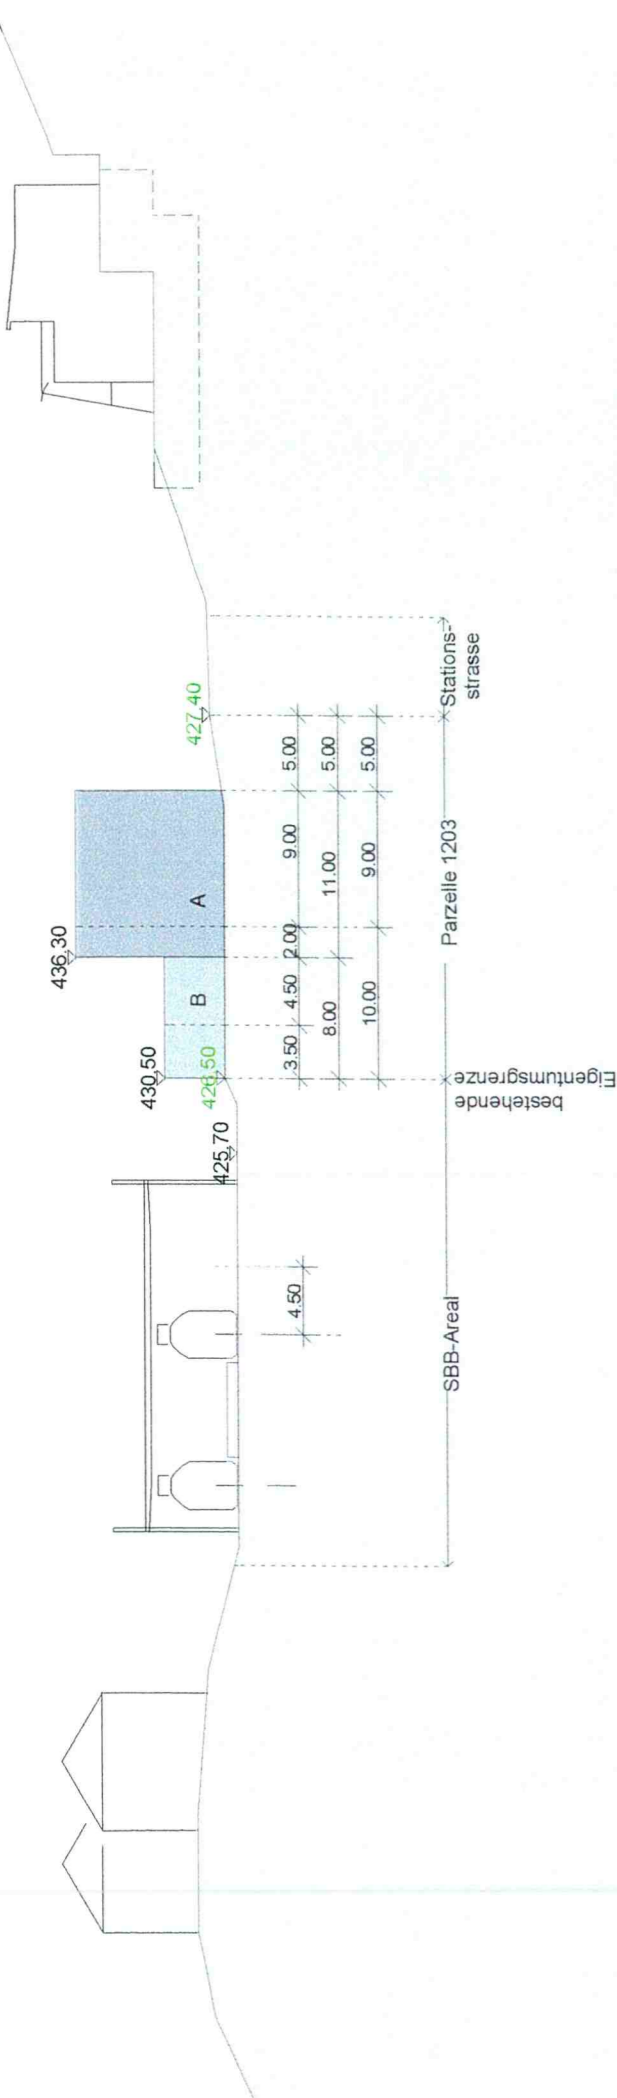 427.40
436.30
430.50
426.50
425.70
A
B
3.50 4.50 2.00 9.00 5.00
8.00 11.00 5.00
10.00 9.00 5.00
4.50
SBB-Areal
bestehende
Eigentumsgrenze
Parzelle 1203
Stations-
strasse